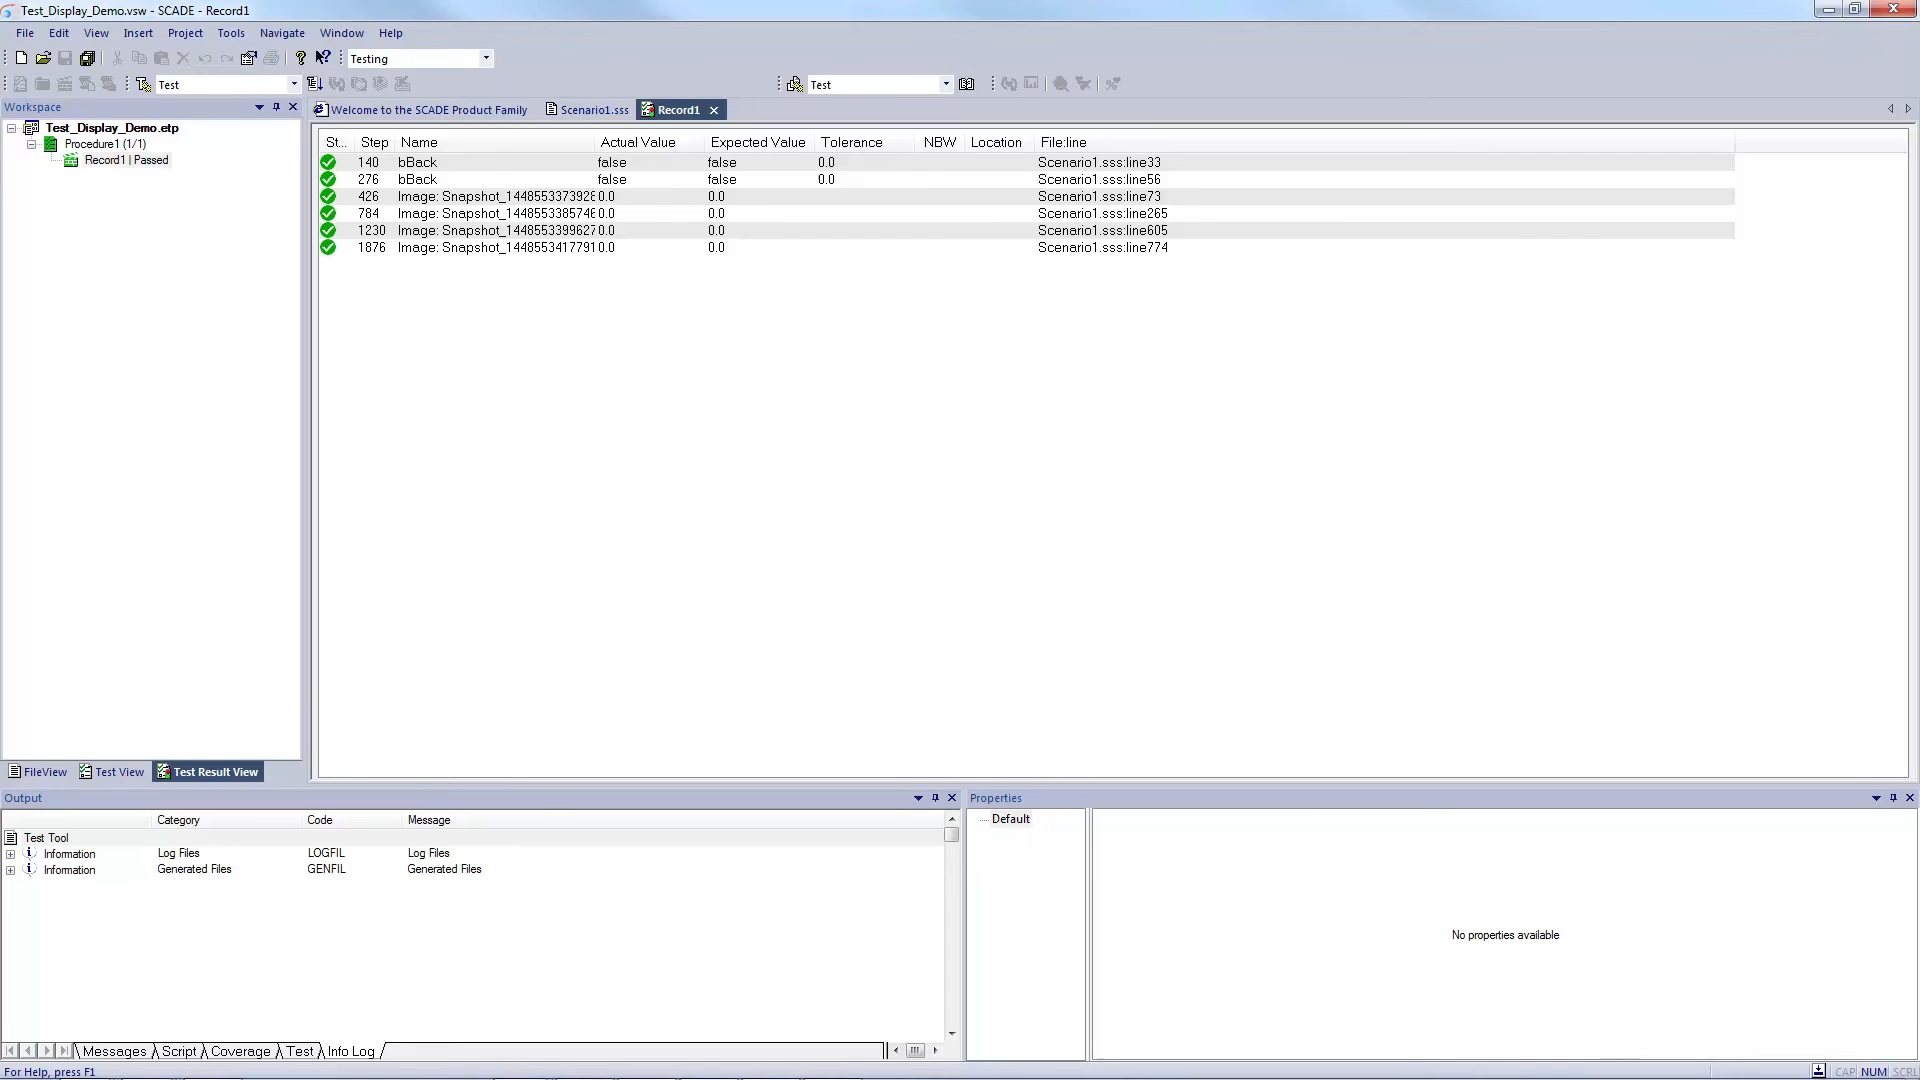 Test_Display_Demo.vsw - SCADE - Record1
File Edit View Insert Project Tools Navigate Window Help
Testing
Test
Test
Workspace
Welcome to the SCADE Product Family Scenario1.sss Record1
Test_Display_Demo.etp
Procedure1 (1/1)
Record1 | Passed
St... Step Name Actual Value Expected Value Tolerance NBW Location File:line
140 bBack false false 0.0 Scenario1.sss:line33
276 bBack false false 0.0 Scenario1.sss:line56
426 Image: Snapshot_1448553373928 0.0 0.0 Scenario1.sss:line73
784 Image: Snapshot_1448553385746 0.0 0.0 Scenario1.sss:line265
1230 Image: Snapshot_1448553399627 0.0 0.0 Scenario1.sss:line605
1876 Image: Snapshot_1448553417791 0.0 0.0 Scenario1.sss:line774
FileView Test View Test Result View
Output
Category Code Message
Test Tool
Information Log Files LOGFIL Log Files
Information Generated Files GENFIL Generated Files
Messages Script Coverage Test Info Log
Properties
Default
No properties available
For Help, press F1
CAP NUM SCRL